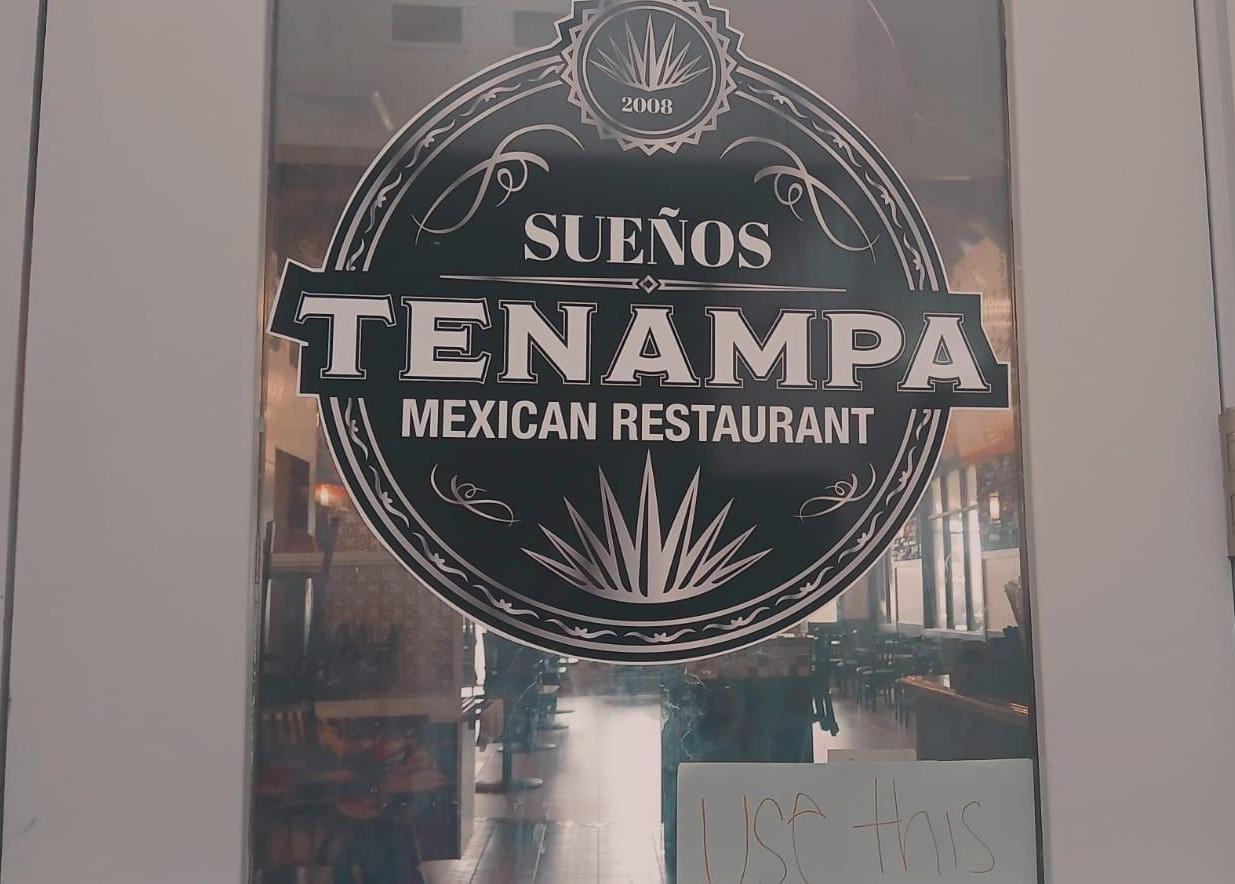 2008
SUEÑOS
TENAMPA
MEXICAN RESTAURANT
Use this